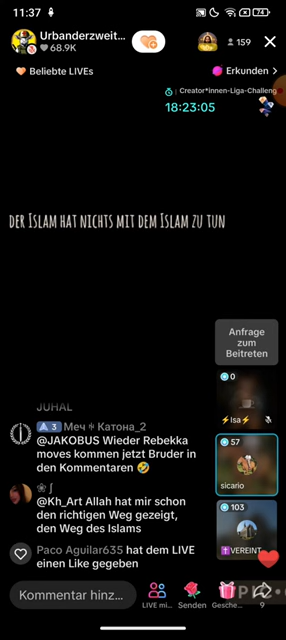 11:37
74
Urbanderzweit...
68.9K
159
Beliebte LIVEs
Erkunden >
Creator*innen-Liga-Challeng
18:23:05
DER ISLAM HAT NICHTS MIT DEM ISLAM ZU TUN
Anfrage
zum
Beitreten
0
⚡Isa⚡
JUHAL
3 Меч ⚜ Катона_2
@JAKOBUS Wieder Rebekka
moves kommen jetzt Bruder in
den Kommentaren 🤣
57
sicario
❀ ʃ
@Kh_Art Allah hat mir schon
den richtigen Weg gezeigt,
den Weg des Islams
103
✝️VEREINT
Paco Aguilar635 hat dem LIVE
einen Like gegeben
Kommentar hinz...
LIVE mi...
Senden
Gesche...
9